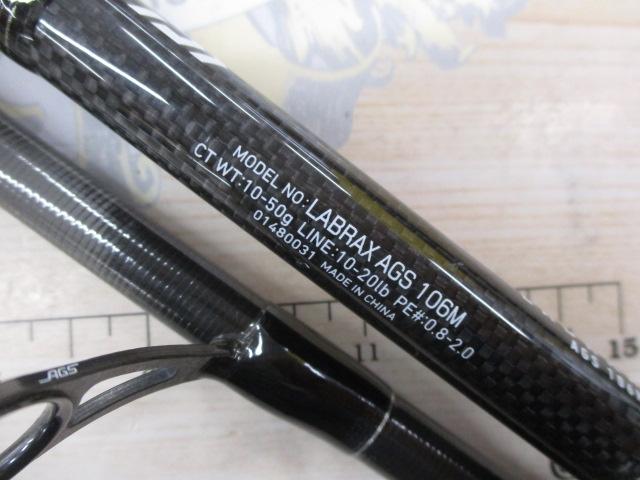 MODEL NO: LABRAX AGS 106M
CT WT:10-50g LINE:10-20lb PE#:0.8-2.0
01480031 MADE IN CHINA
AGS
11
15